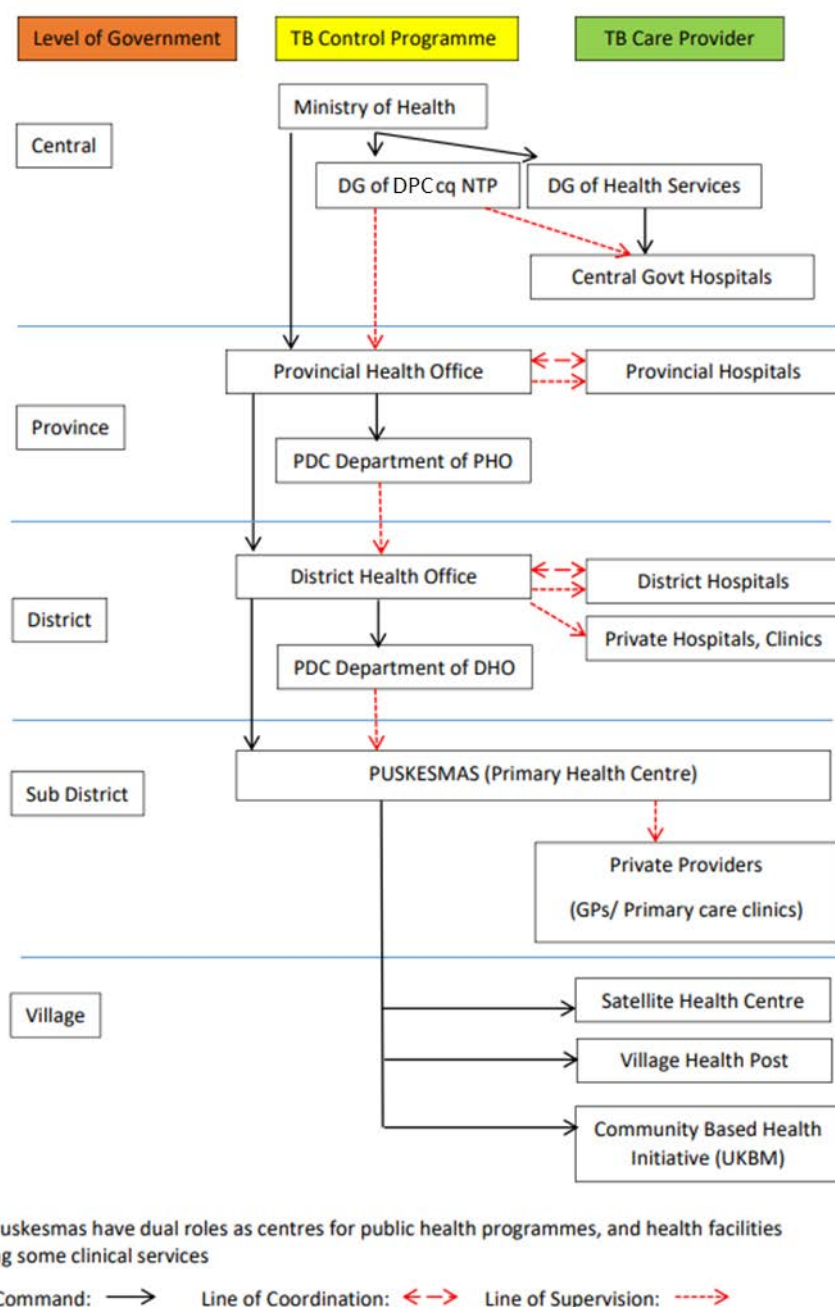 Level of Government
TB Control Programme
TB Care Provider
Ministry of Health
Central
DG of DPC cq NTP
DG of Health Services
Central Govt Hospitals
Provincial Health Office
Provincial Hospitals
Province
PDC Department of PHO
District Health Office
District Hospitals
District
Private Hospitals, Clinics
PDC Department of DHO
PUSKESMAS (Primary Health Centre)
Sub District
Private Providers
(GPs/ Primary care clinics)
Village
Satellite Health Centre
Village Health Post
Community Based Health
Initiative (UKBM)
uskesmas have dual roles as centres for public health programmes, and health facilities
g some clinical services
Command: Line of Coordination: Line of Supervision: